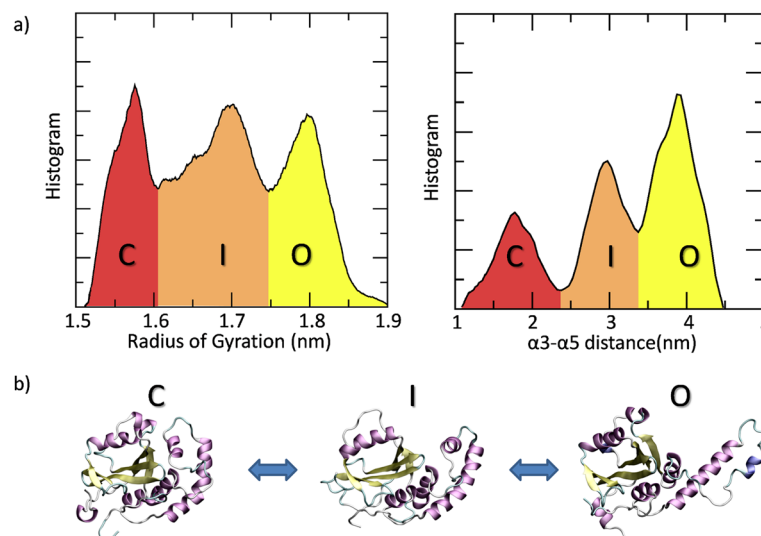 a)
Histogram
C
I
O
1.5
1.6
1.7
1.8
1.9
Radius of Gyration (nm)
Histogram
C
I
O
1
2
3
4
α3-α5 distance(nm)
b)
C
I
O